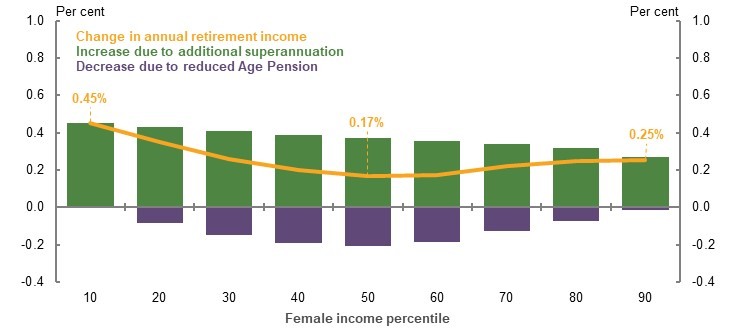 Per cent Per cent
1.0 1.0
Change in annual retirement income
Increase due to additional superannuation
0.8 0.8
Decrease due to reduced Age Pension
0.6 0.6
0.45% 0.17% 0.25%
0.4 0.4
0.2 0.2
0.0 0.0
-0.2 -0.2
-0.4 -0.4
10 20 30 40 50 60 70 80 90
Female income percentile